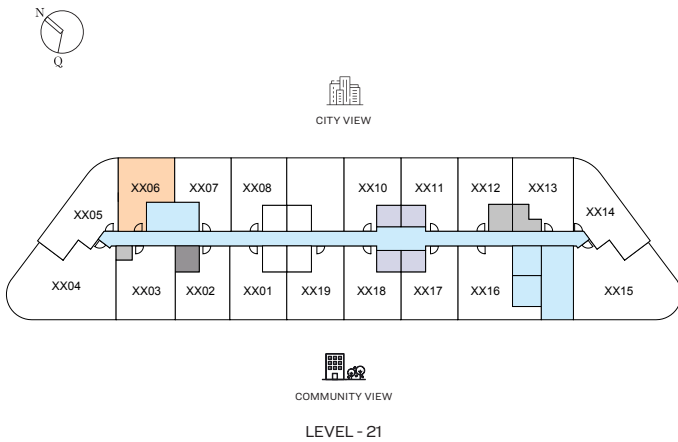 N
Q
CITY VIEW
XX06
XX07
XX08
XX10
XX11
XX12
XX13
XX05
XX14
XX04
XX03
XX02
XX01
XX19
XX18
XX17
XX16
XX15
COMMUNITY VIEW
LEVEL - 21